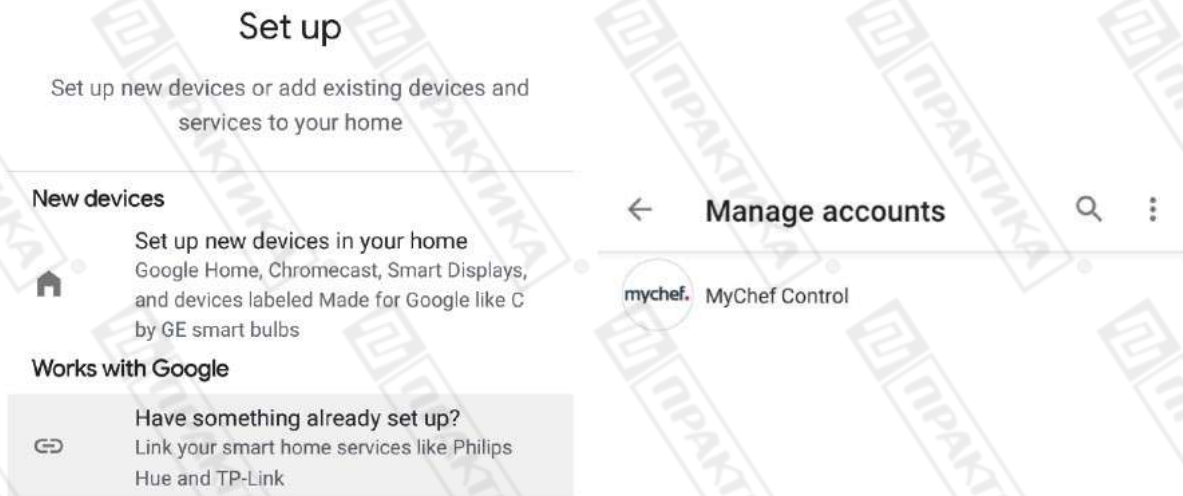 Set up
Set up new devices or add existing devices and
services to your home
New devices
Set up new devices in your home
Google Home, Chromecast, Smart Displays,
and devices labeled Made for Google like C
by GE smart bulbs
Works with Google
Have something already set up?
Link your smart home services like Philips
Hue and TP-Link
Manage accounts
mychef. MyChef Control
ПРАКТИКА